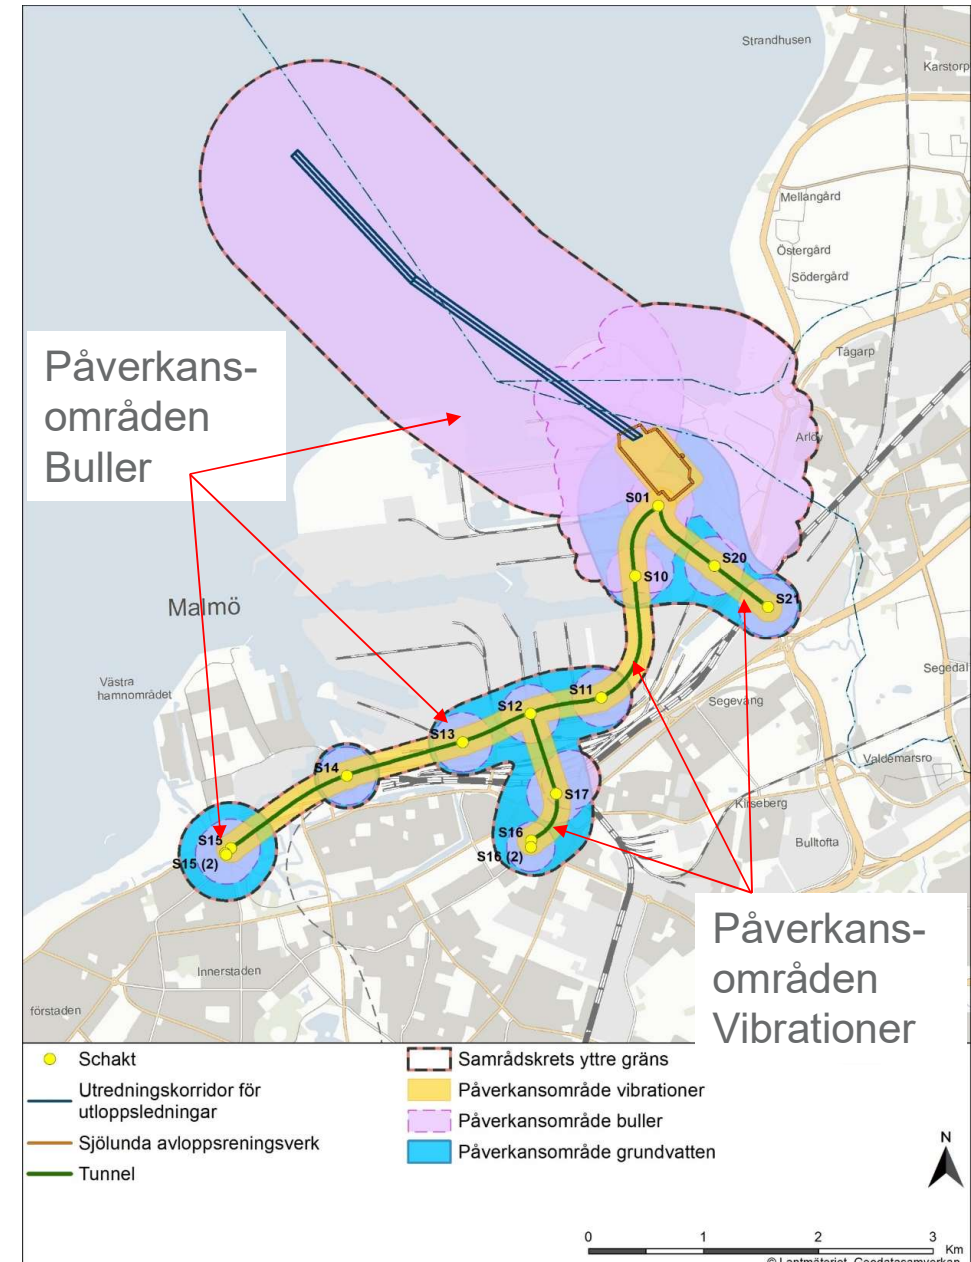 Strandhusen
Karstorp
Mellangård
Östergård
Södergård
Tågarp
Påverkans-
områden
Buller
Arlöv
S01
S20
S10
S21
Malmö
Segedal
Västra
hamnområdet
S11
Segevång
S12
S13
Valdemarsro
S14
S17
Kirseberg
S16
Bulltofta
S15
S16 (2)
S15 (2)
Påverkans-
områden
Vibrationer
Innerstaden
förstaden
Schakt
Utredningskorridor för
utloppsledningar
Sjölunda avloppsreningsverk
Tunnel
Samrådskrets yttre gräns
Påverkansområde vibrationer
Påverkansområde buller
Påverkansområde grundvatten
N
0 1 2 3
Km
© Lantmäteriet, Geodatasamverkan